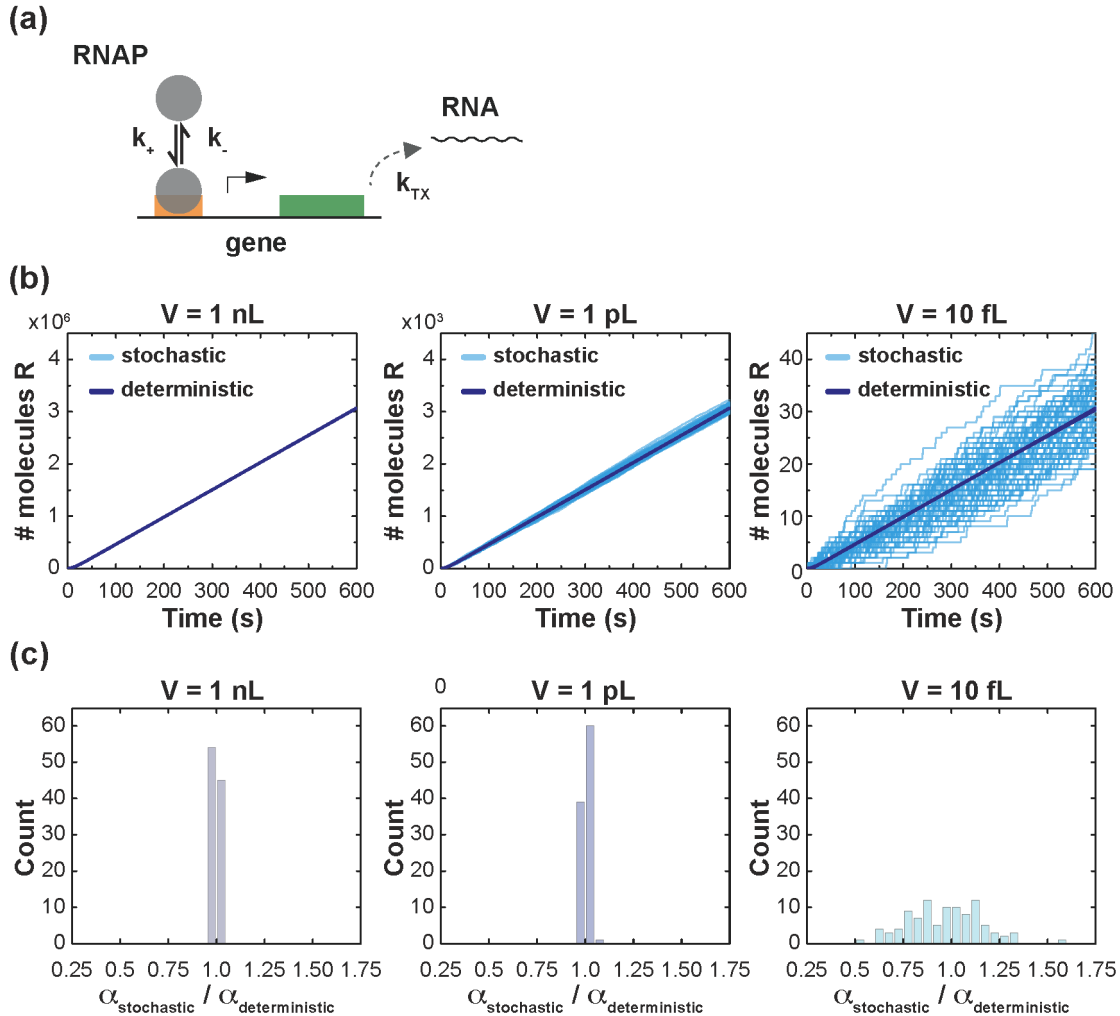 (a)
RNAP
k+
k-
RNA
kTX
gene
(b)
V = 1 nL
V = 1 pL
V = 10 fL
x10^6
x10^3
stochastic
deterministic
stochastic
deterministic
stochastic
deterministic
# molecules R
4
3
2
1
0
# molecules R
4
3
2
1
0
# molecules R
40
30
20
10
0
0 100 200 300 400 500 600
0 100 200 300 400 500 600
0 100 200 300 400 500 600
Time (s)
Time (s)
Time (s)
(c)
V = 1 nL
0
V = 1 pL
V = 10 fL
Count
60
50
40
30
20
10
0
Count
60
50
40
30
20
10
0
Count
60
50
40
30
20
10
0
0.25 0.5 0.75 1.0 1.25 1.50 1.75
0.25 0.5 0.75 1.0 1.25 1.50 1.75
0.25 0.5 0.75 1.0 1.25 1.50 1.75
αstochastic / αdeterministic
αstochastic / αdeterministic
αstochastic / αdeterministic